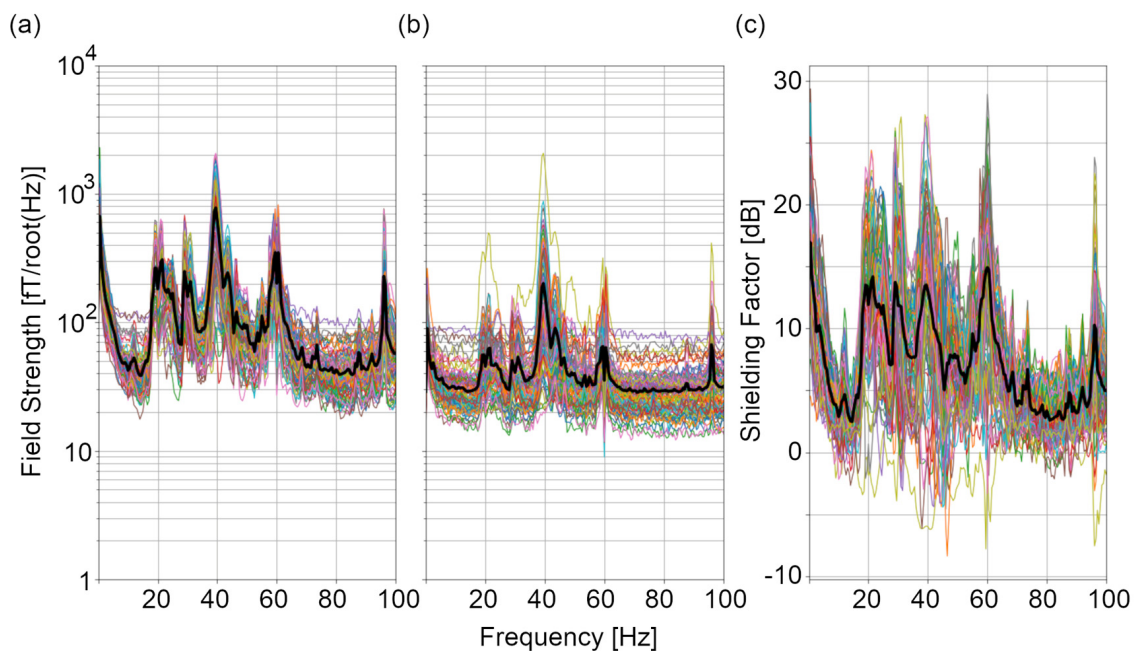 (a) (b) (c)
Field Strength [fT/root(Hz)]
10^4
10^3
10^2
10
1
20 40 60 80 100
20 40 60 80 100
Shielding Factor [dB]
30
20
10
0
-10
20 40 60 80 100
Frequency [Hz]